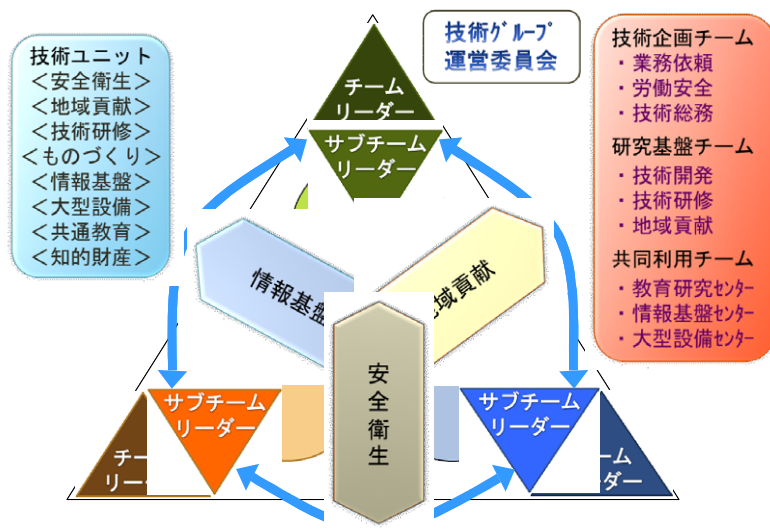 技術ユニット
＜安全衛生＞
＜地域貢献＞
＜技術研修＞
＜ものづくり＞
＜情報基盤＞
＜大型設備＞
＜共通教育＞
＜知的財産＞
チーム
リーダー
サブチーム
リーダー
技術ｸﾞﾙｰﾌﾟ
運営委員会
技術企画チーム
・業務依頼
・労働安全
・技術総務
研究基盤チーム
・技術開発
・技術研修
・地域貢献
共同利用チーム
・教育研究ｾﾝﾀｰ
・情報基盤ｾﾝﾀｰ
・大型設備ｾﾝﾀｰ
情報基盤
域貢献
安全衛生
サブチーム
リーダー
チー
リー
サブチーム
リーダー
ーム
ーダー